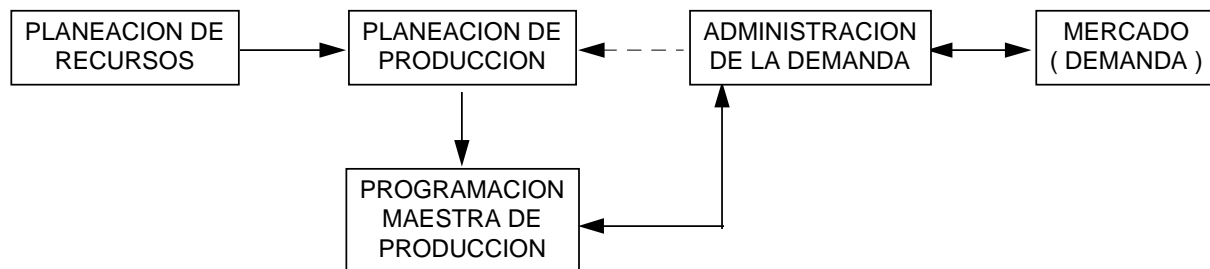 PLANEACION DE
RECURSOS
PLANEACION DE
PRODUCCION
ADMINISTRACION
DE LA DEMANDA
MERCADO
( DEMANDA )
PROGRAMACION
MAESTRA DE
PRODUCCION